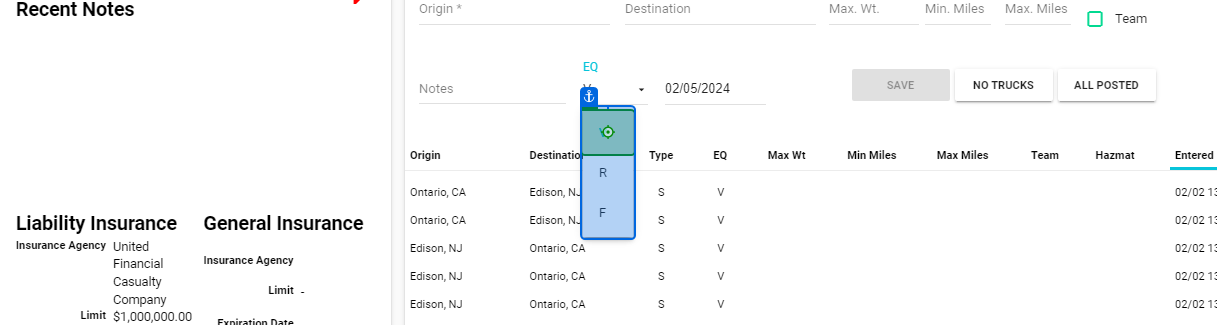 Recent Notes
Origin *
Destination
Max. Wt.
Min. Miles
Max. Miles
Team
EQ
Notes
02/05/2024
SAVE
NO TRUCKS
ALL POSTED
R
F
Origin Destination Type EQ Max Wt Min Miles Max Miles Team Hazmat Entered
Ontario, CA Edison, NJ S V 02/02 13
Ontario, CA Edison, NJ S V 02/02 13
Edison, NJ Ontario, CA S V 02/02 13
Edison, NJ Ontario, CA S V 02/02 13
Edison, NJ Ontario, CA S V 02/02 13
Liability Insurance
Insurance Agency United
Financial
Casualty
Company
Limit $1,000,000.00
General Insurance
Insurance Agency
Limit -
Expiration Date